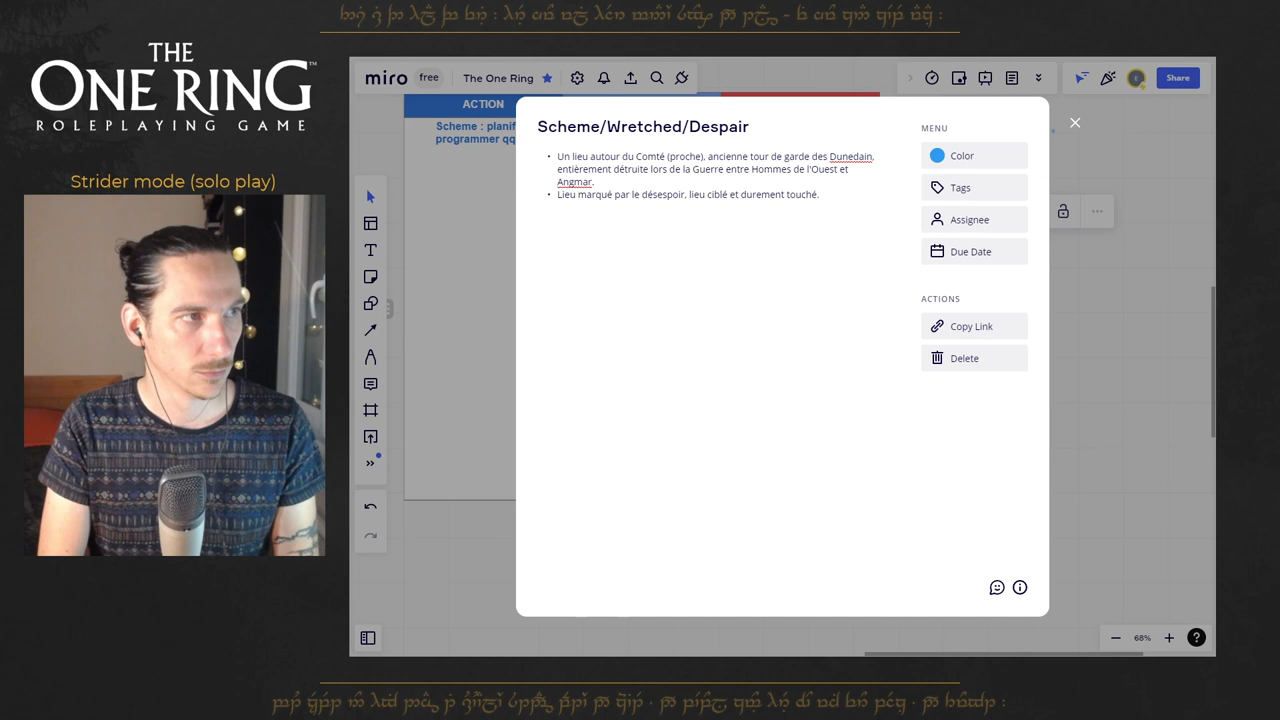 THE
ONE RING™
ROLEPLAYING GAME
Strider mode (solo play)
miro
free
The One Ring
Share
ACTION
Scheme : planif
programmer qq
Scheme/Wretched/Despair
• Un lieu autour du Comté (proche), ancienne tour de garde des Dunedain,
entièrement détruite lors de la Guerre entre Hommes de l'Ouest et
Angmar.
• Lieu marqué par le désespoir, lieu ciblé et durement touché.
MENU
Color
Tags
Assignee
Due Date
ACTIONS
Copy Link
Delete
68%